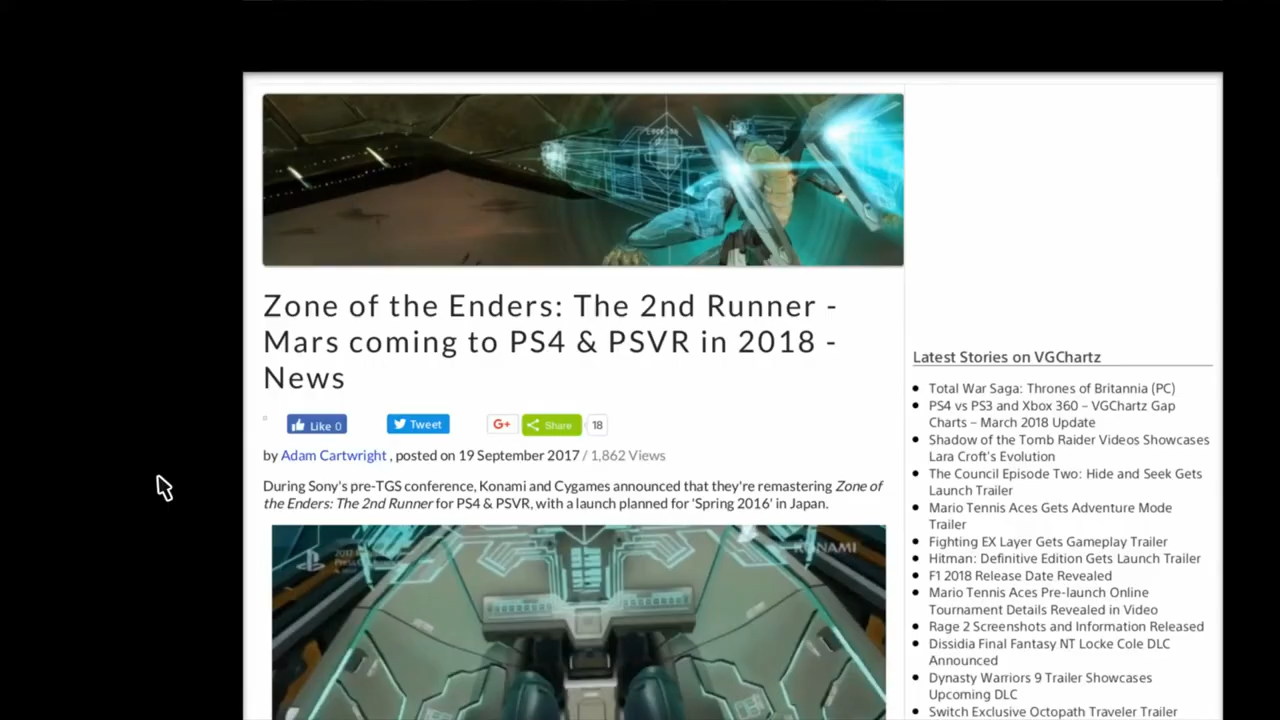 Zone of the Enders: The 2nd Runner -
Mars coming to PS4 & PSVR in 2018 -
News
Like 0
Tweet
G+
Share
18
by Adam Cartwright , posted on 19 September 2017 / 1,862 Views
During Sony's pre-TGS conference, Konami and Cygames announced that they're remastering Zone of
the Enders: The 2nd Runner for PS4 & PSVR, with a launch planned for 'Spring 2016' in Japan.
KONAMI
Latest Stories on VGChartz
Total War Saga: Thrones of Britannia (PC)
PS4 vs PS3 and Xbox 360 – VGChartz Gap
Charts – March 2018 Update
Shadow of the Tomb Raider Videos Showcases
Lara Croft's Evolution
The Council Episode Two: Hide and Seek Gets
Launch Trailer
Mario Tennis Aces Gets Adventure Mode
Trailer
Fighting EX Layer Gets Gameplay Trailer
Hitman: Definitive Edition Gets Launch Trailer
F1 2018 Release Date Revealed
Mario Tennis Aces Pre-launch Online
Tournament Details Revealed in Video
Rage 2 Screenshots and Information Released
Dissidia Final Fantasy NT Locke Cole DLC
Announced
Dynasty Warriors 9 Trailer Showcases
Upcoming DLC
Switch Exclusive Octopath Traveler Trailer